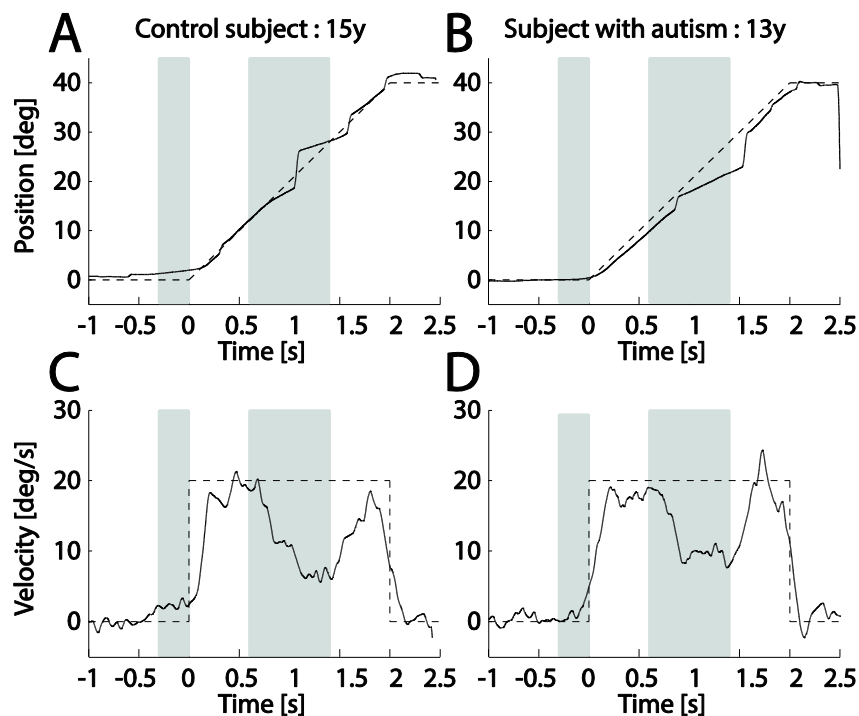 A Control subject : 15y
B Subject with autism : 13y
Position [deg]
40
30
20
10
0
-1 -0.5 0 0.5 1 1.5 2 2.5
Time [s]
40
30
20
10
0
-1 -0.5 0 0.5 1 1.5 2 2.5
Time [s]
C
D
Velocity [deg/s]
30
20
10
0
-1 -0.5 0 0.5 1 1.5 2 2.5
Time [s]
30
20
10
0
-1 -0.5 0 0.5 1 1.5 2 2.5
Time [s]